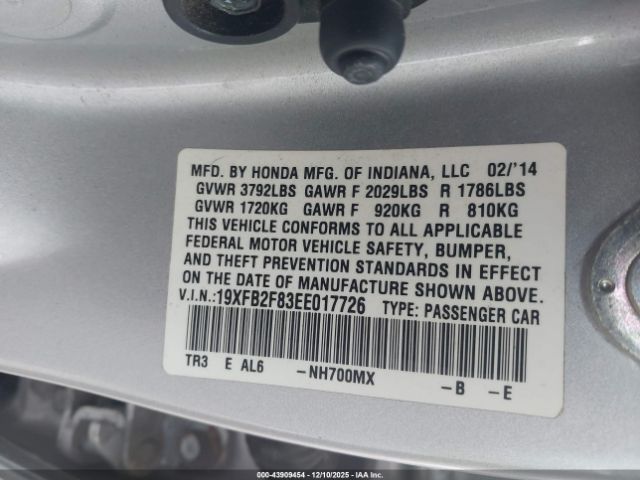 MFD. BY HONDA MFG. OF INDIANA, LLC 02/'14
GVWR 3792LBS GAWR F 2029LBS R 1786LBS
GVWR 1720KG GAWR F 920KG R 810KG
THIS VEHICLE CONFORMS TO ALL APPLICABLE
FEDERAL MOTOR VEHICLE SAFETY, BUMPER,
AND THEFT PREVENTION STANDARDS IN EFFECT
ON THE DATE OF MANUFACTURE SHOWN ABOVE.
V.I.N.:19XFB2F83EE017726 TYPE: PASSENGER CAR
TR3 E AL6 -NH700MX -B -E
000-43909454 - 12/10/2025 - IAAI.COM